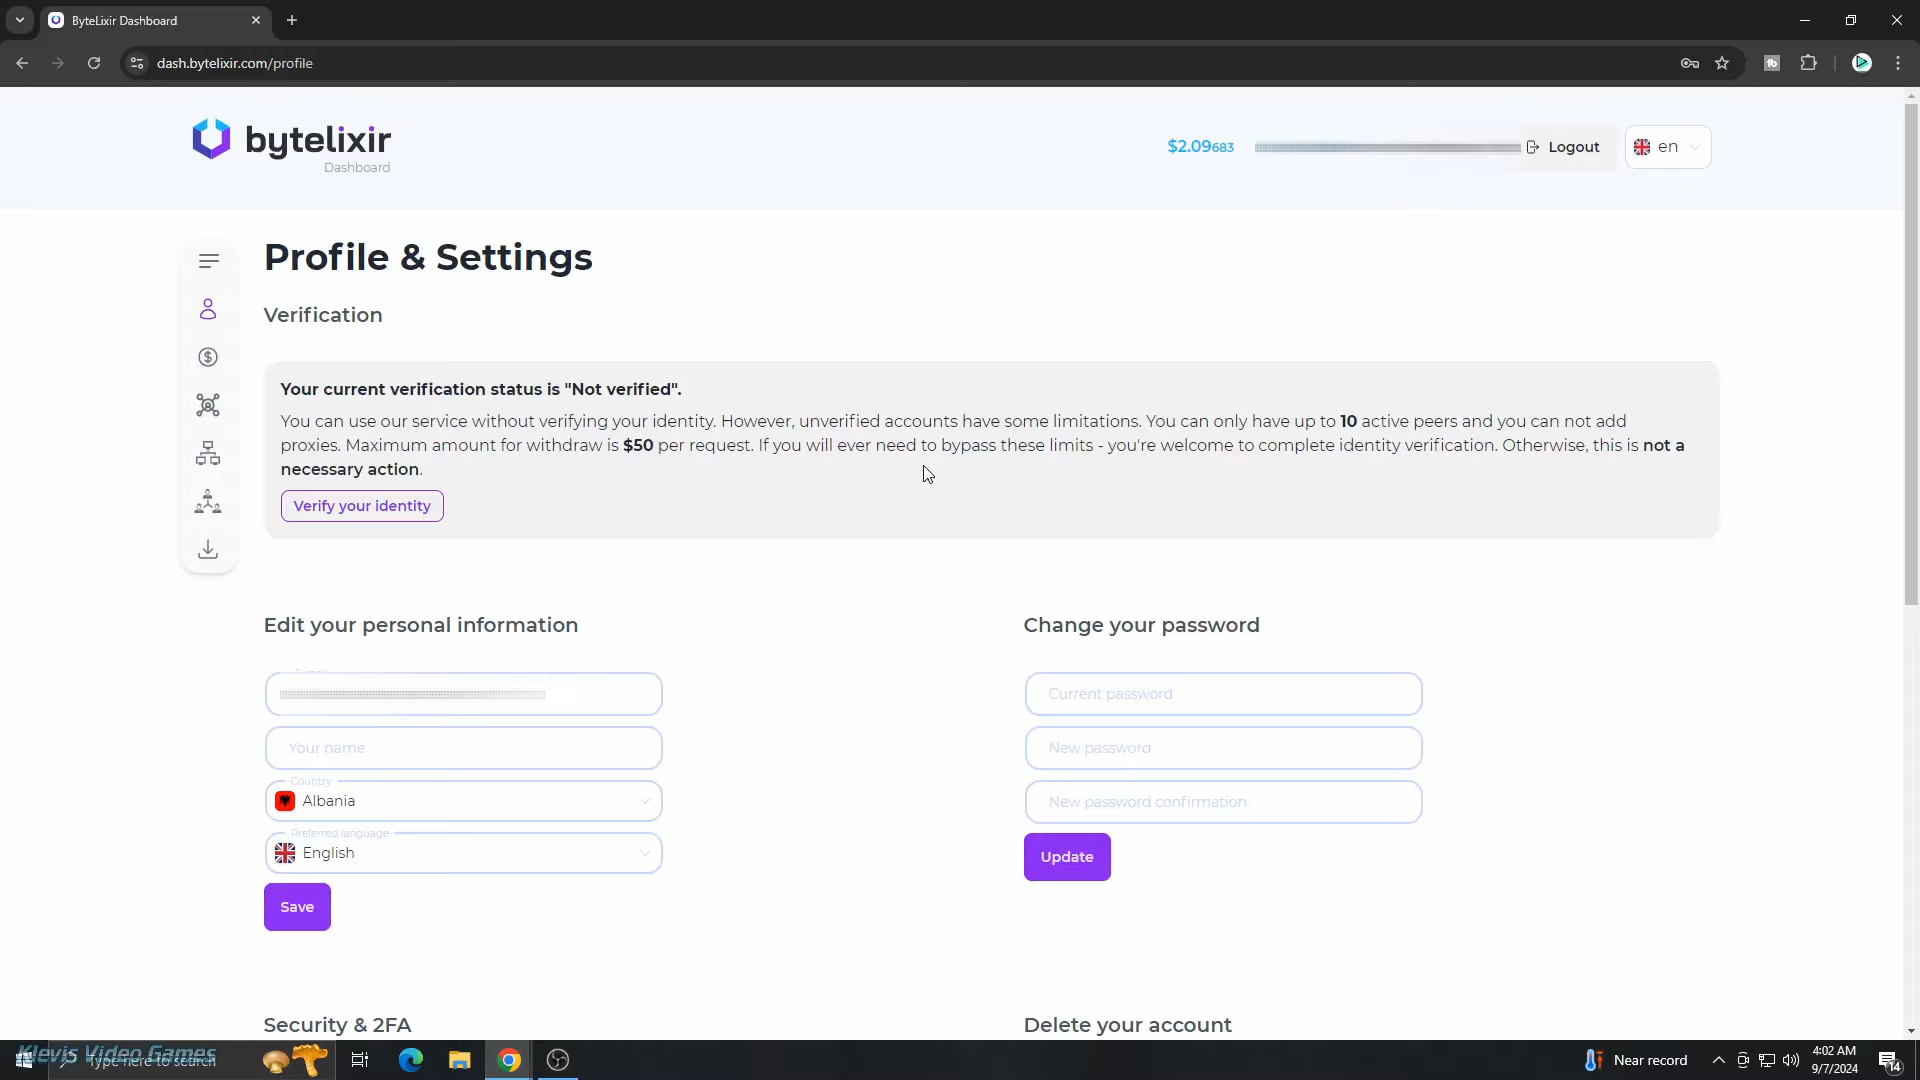 ByteLixir Dashboard
dash.bytelixir.com/profile
bytelixir
Dashboard
$2.09683
Logout
en
Profile & Settings
Verification
Your current verification status is "Not verified".
You can use our service without verifying your identity. However, unverified accounts have some limitations. You can only have up to 10 active peers and you can not add
proxies. Maximum amount for withdraw is $50 per request. If you will ever need to bypass these limits - you're welcome to complete identity verification. Otherwise, this is not a
necessary action.
Verify your identity
Edit your personal information
Change your password
Current password
Your name
New password
Country
Albania
New password confirmation
Preferred language
English
Update
Save
Security & 2FA
Delete your account
Klevis Video Games
Type here to search
Near record
4:02 AM
9/7/2024
14